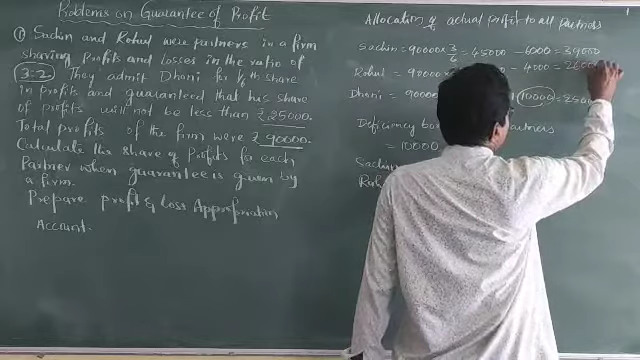 Problems on Guarantee of Profit
1) Sachin and Rahul were partners in a firm
sharing profits and Losses in the ratio of
3:2. They admit Dhoni for 1/6th share
in profits and guaranteed that his share
of profits will not be less than ₹ 25000.
Total profits of the firm were ₹ 90000.
Calculate the share of Profits for each
Partner when guarantee is given by
a firm.
Prepare profit & loss Appropriation
Account.
Allocation of actual profit to all Partners
Sachin = 90000 × 3/6 = 45000 - 6000 = 39000
Rahul = 90000 × - 4000 = 26000
Dhoni = 90000 10000 = 25000
Deficiency partners
= 10000
Sachin